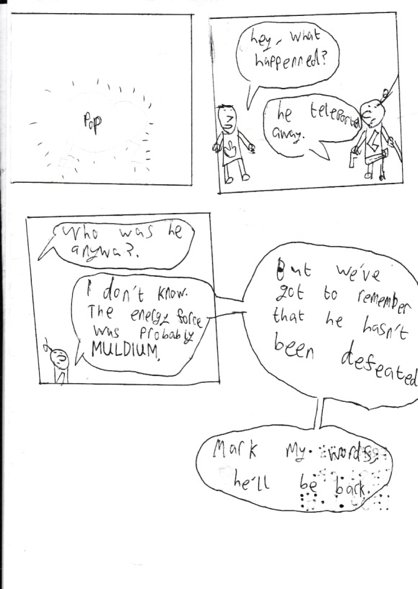 Pop
hey, what
happenned?
he teleported
away.
Who was he
anywa?.
I don't know.
The energy force
was probably
MULDIUM.
But we've
got to remember
that he hasn't
been defeated
Mark my words,
he'll be back.